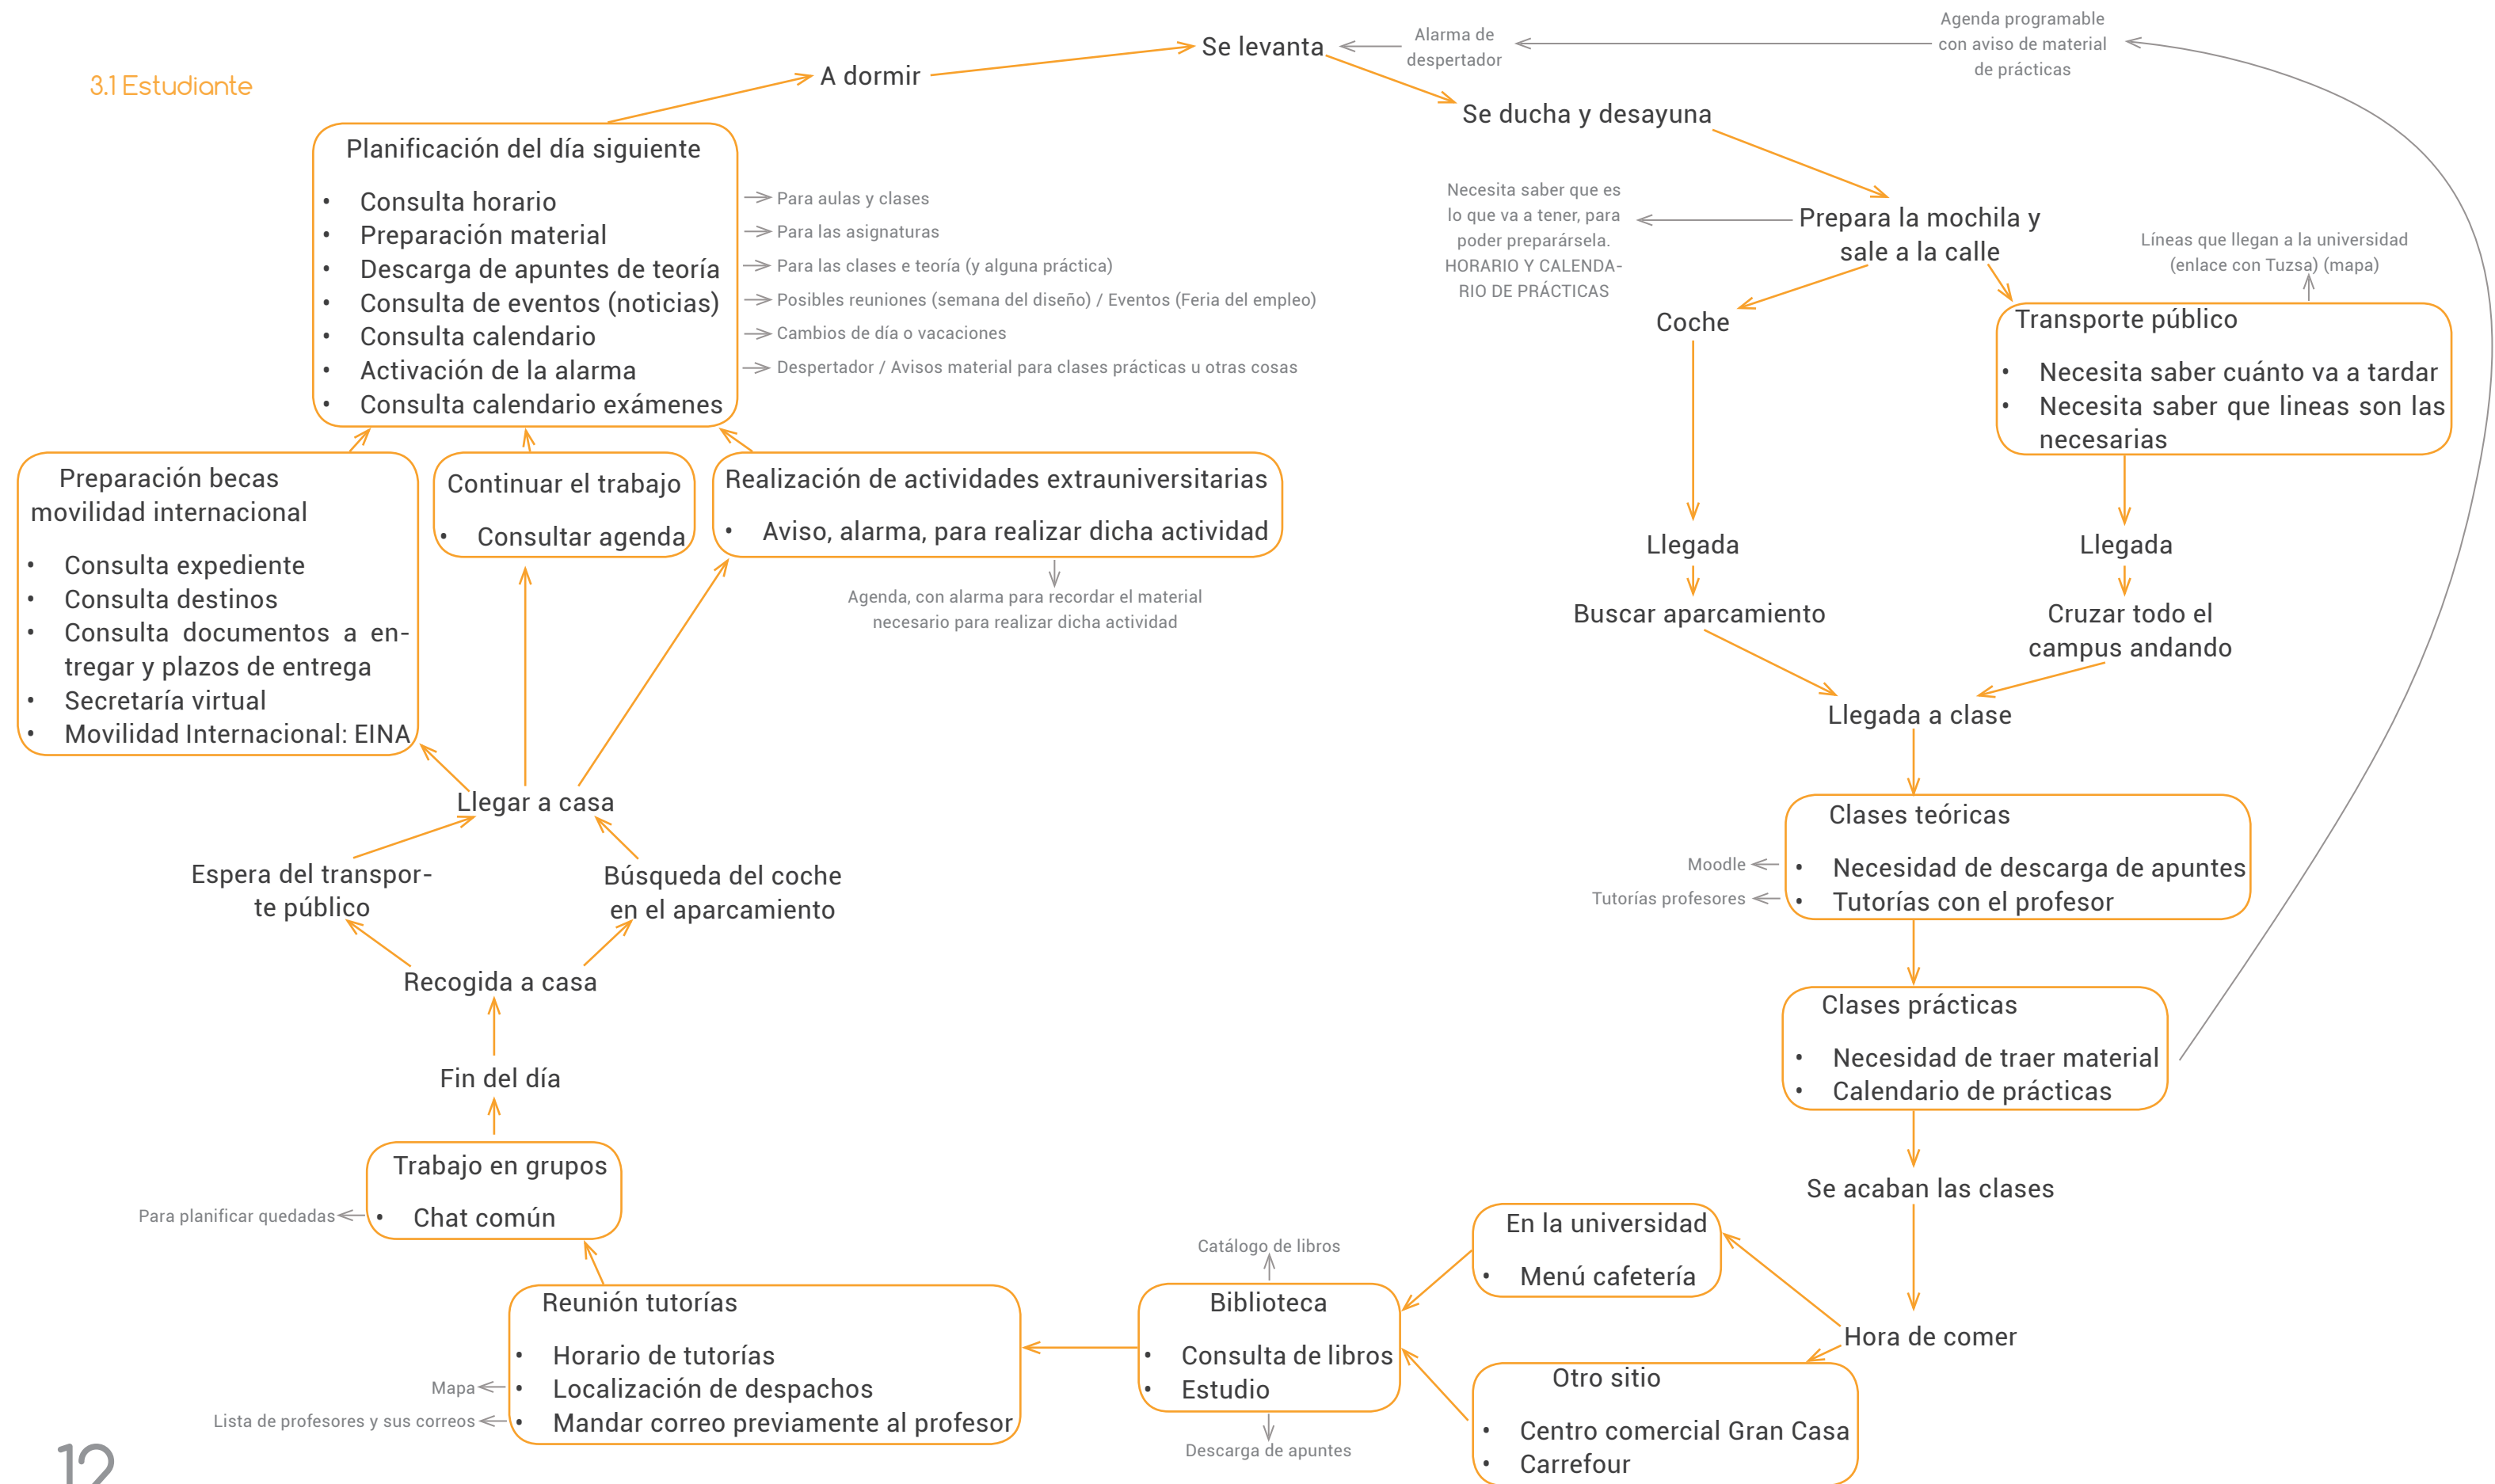 3.1 Estudiante
A dormir
Se levanta
Alarma de
despertador
Agenda programable
con aviso de material
de prácticas
Se ducha y desayuna
Necesita saber que es
lo que va a tener, para
poder preparársela.
HORARIO Y CALENDA-
RIO DE PRÁCTICAS
Prepara la mochila y
sale a la calle
Líneas que llegan a la universidad
(enlace con Tuzsa) (mapa)
Coche
Transporte público
• Necesita saber cuánto va a tardar
• Necesita saber que lineas son las
necesarias
Llegada
Buscar aparcamiento
Llegada
Cruzar todo el
campus andando
Llegada a clase
Clases teóricas
• Necesidad de descarga de apuntes
• Tutorías con el profesor
Moodle
Tutorías profesores
Clases prácticas
• Necesidad de traer material
• Calendario de prácticas
Se acaban las clases
Hora de comer
En la universidad
• Menú cafetería
Otro sitio
• Centro comercial Gran Casa
• Carrefour
Catálogo de libros
Biblioteca
• Consulta de libros
• Estudio
Descarga de apuntes
Reunión tutorías
• Horario de tutorías
• Localización de despachos
• Mandar correo previamente al profesor
Mapa
Lista de profesores y sus correos
Trabajo en grupos
• Chat común
Para planificar quedadas
Fin del día
Recogida a casa
Espera del transpor-
te público
Búsqueda del coche
en el aparcamiento
Llegar a casa
Preparación becas
movilidad internacional
• Consulta expediente
• Consulta destinos
• Consulta documentos a en-
tregar y plazos de entrega
• Secretaría virtual
• Movilidad Internacional: EINA
Continuar el trabajo
• Consultar agenda
Realización de actividades extrauniversitarias
• Aviso, alarma, para realizar dicha actividad
Agenda, con alarma para recordar el material
necesario para realizar dicha actividad
Planificación del día siguiente
• Consulta horario
• Preparación material
• Descarga de apuntes de teoría
• Consulta de eventos (noticias)
• Consulta calendario
• Activación de la alarma
• Consulta calendario exámenes
Para aulas y clases
Para las asignaturas
Para las clases e teoría (y alguna práctica)
Posibles reuniones (semana del diseño) / Eventos (Feria del empleo)
Cambios de día o vacaciones
Despertador / Avisos material para clases prácticas u otras cosas
12